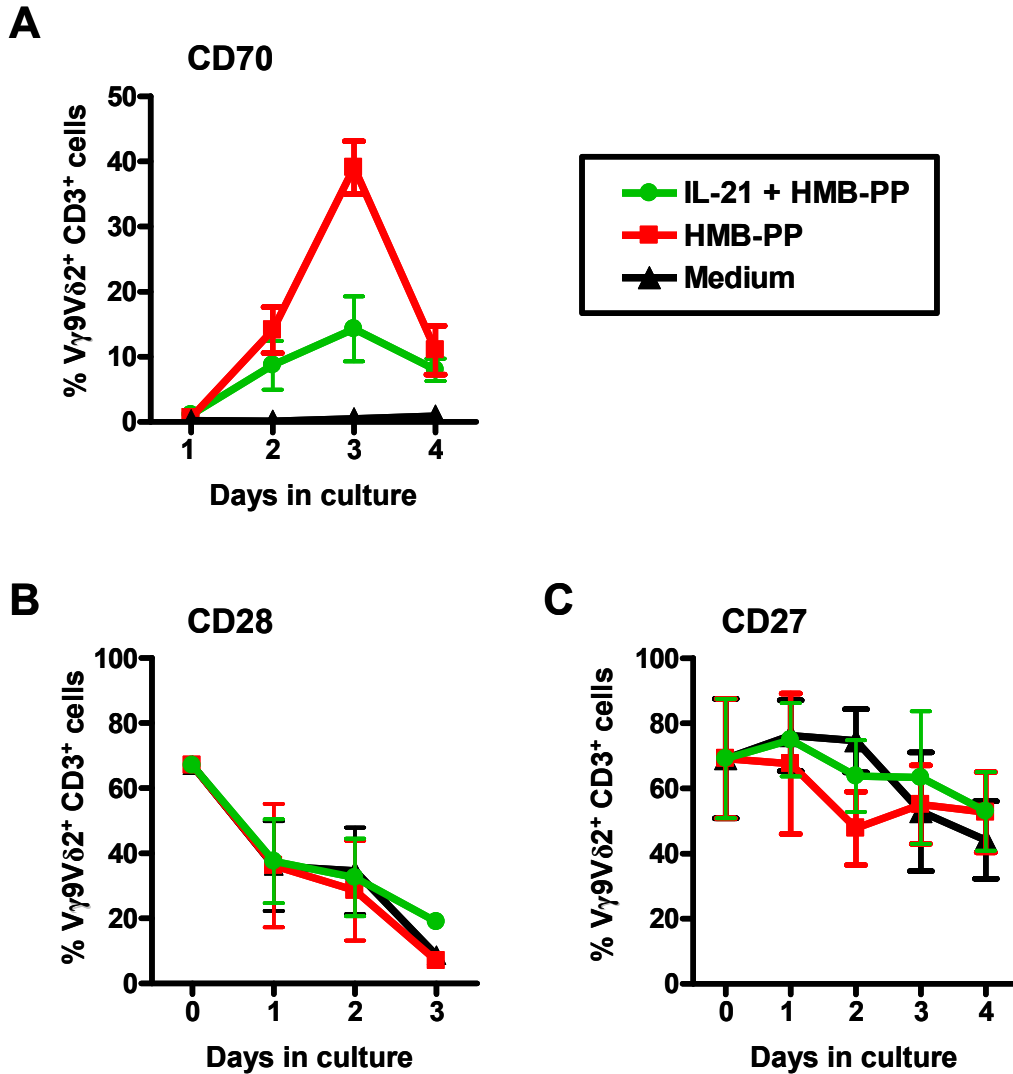 A
CD70
% Vγ9Vδ2⁺ CD3⁺ cells
50
40
30
20
10
0
1 2 3 4
Days in culture
IL-21 + HMB-PP
HMB-PP
Medium
B
CD28
% Vγ9Vδ2⁺ CD3⁺ cells
100
80
60
40
20
0
0 1 2 3
Days in culture
C
CD27
% Vγ9Vδ2⁺ CD3⁺ cells
100
80
60
40
20
0
0 1 2 3 4
Days in culture